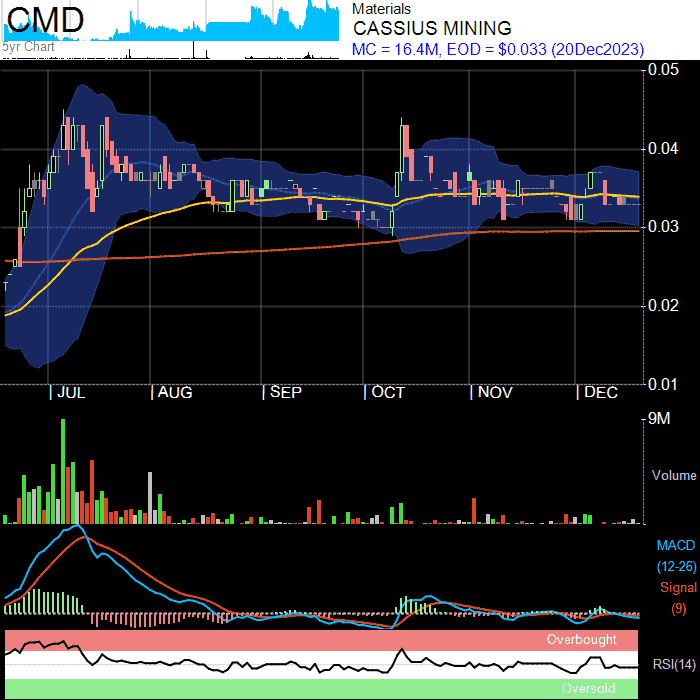 CMD
5yr Chart
Materials
CASSIUS MINING
MC = 16.4M, EOD = $0.033 (20Dec2023)
0.05
0.04
0.03
0.02
0.01
| JUL | AUG | SEP | OCT | NOV | DEC
9M
Volume
MACD
(12-26)
Signal
(9)
Overbought
RSI(14)
Oversold